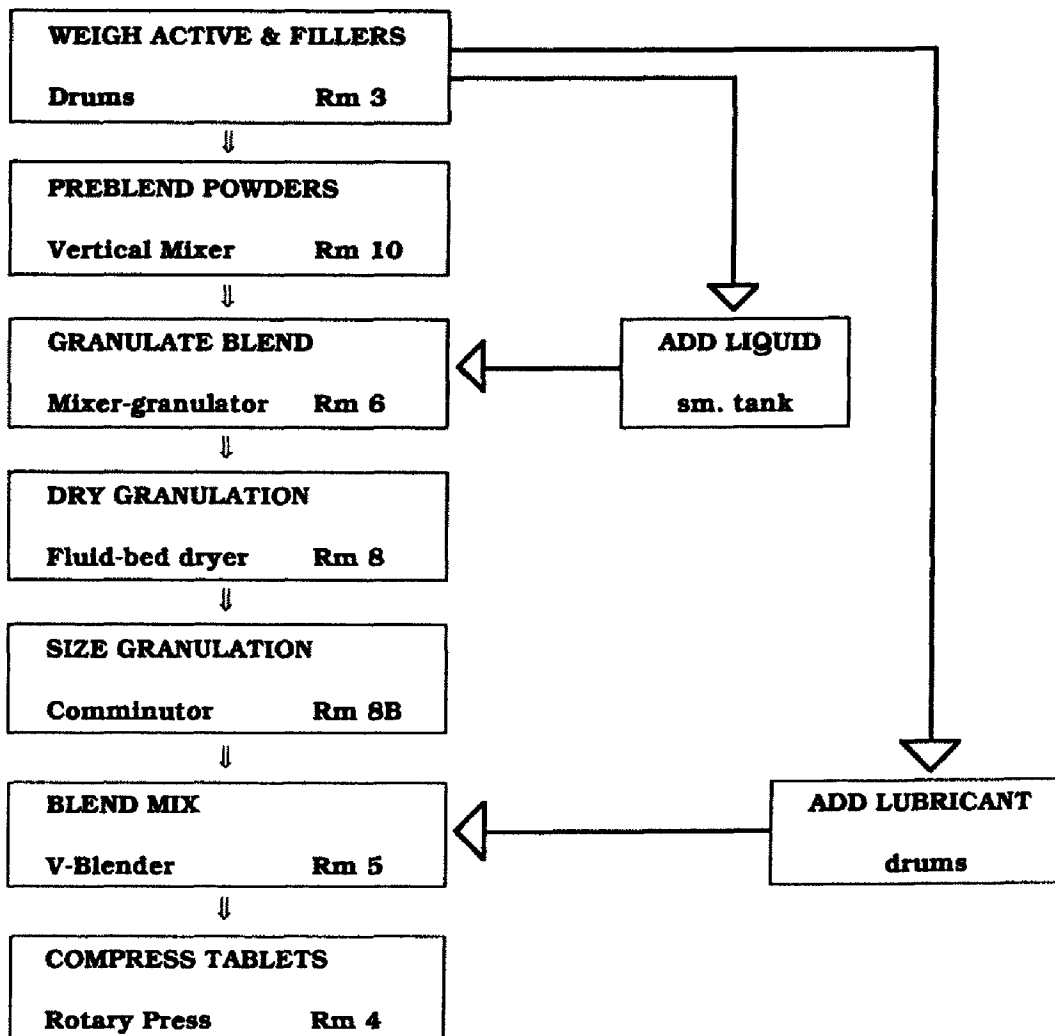 WEIGH ACTIVE & FILLERS
Drums Rm 3
PREBLEND POWDERS
Vertical Mixer Rm 10
GRANULATE BLEND
Mixer-granulator Rm 6
ADD LIQUID
sm. tank
DRY GRANULATION
Fluid-bed dryer Rm 8
SIZE GRANULATION
Comminutor Rm 8B
BLEND MIX
V-Blender Rm 5
ADD LUBRICANT
drums
COMPRESS TABLETS
Rotary Press Rm 4